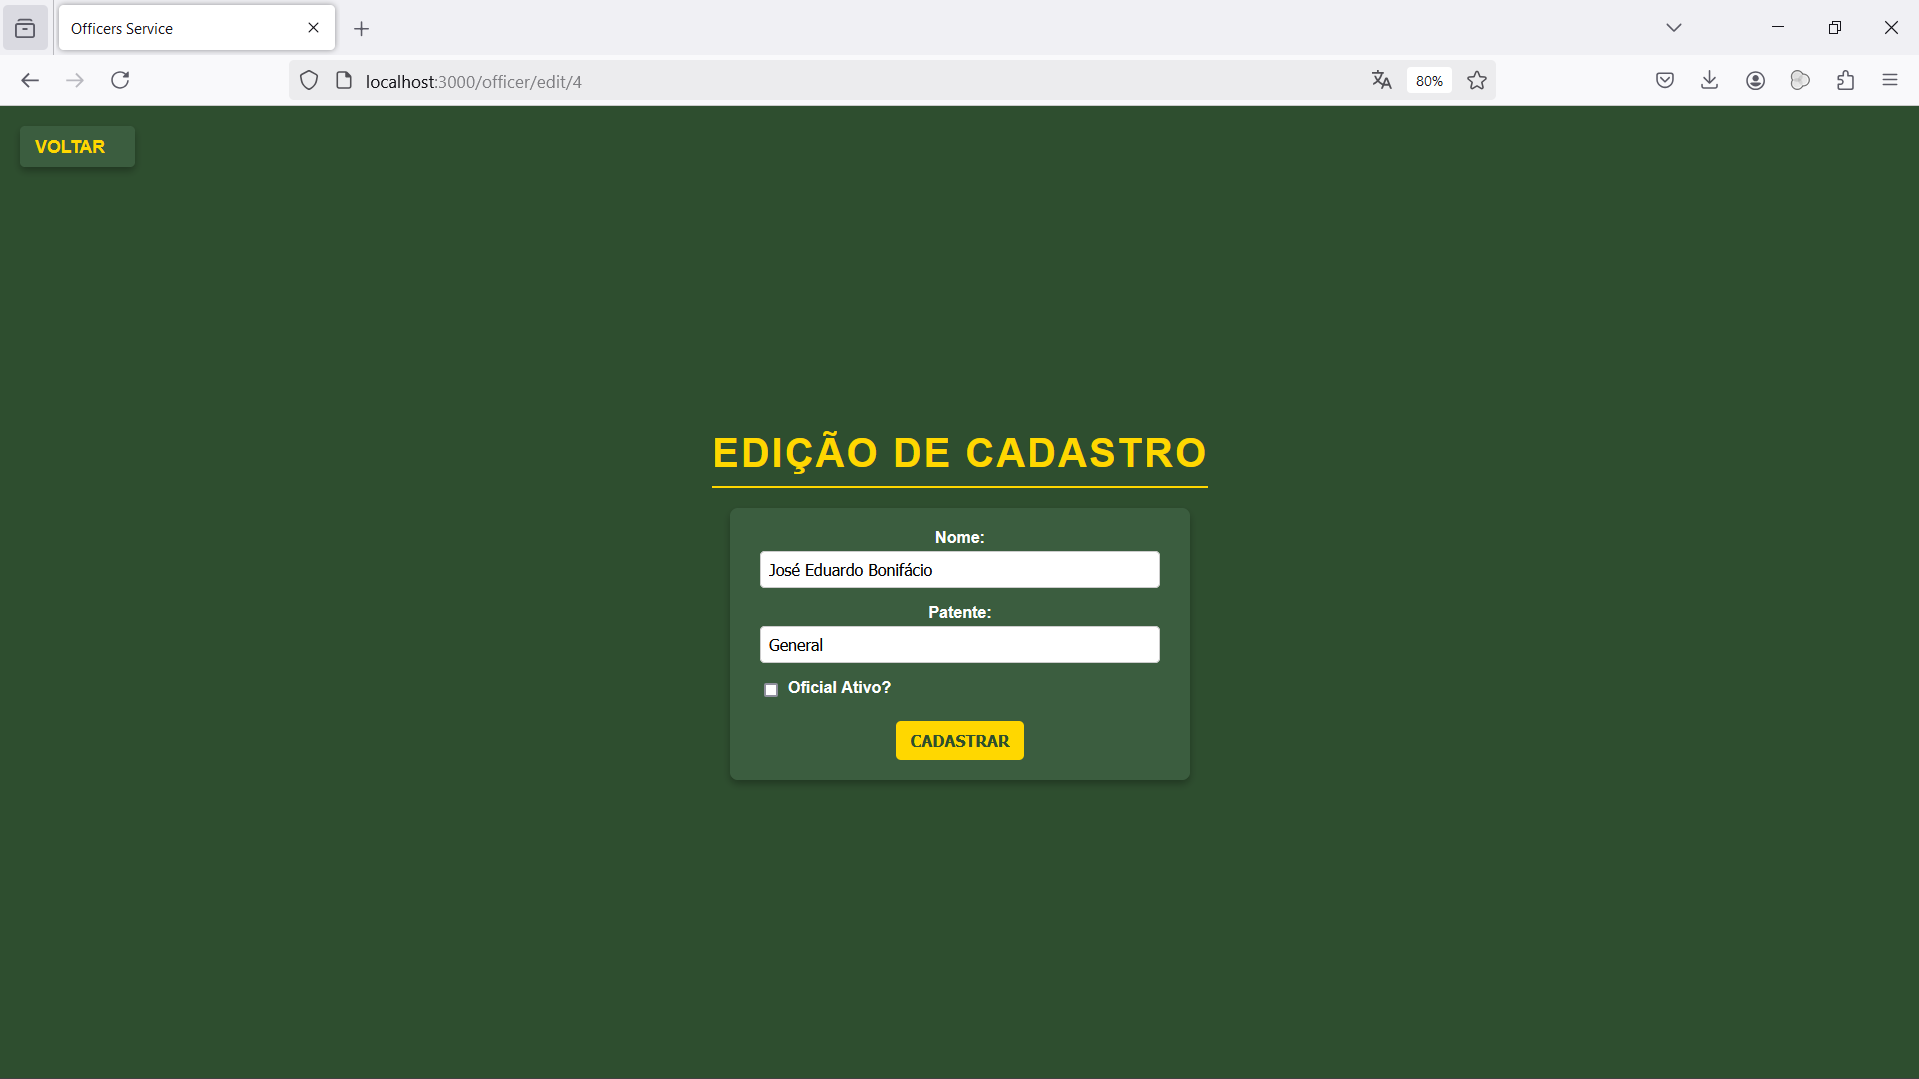 Officers Service
localhost:3000/officer/edit/4
80%
VOLTAR
EDIÇÃO DE CADASTRO
Nome:
José Eduardo Bonifácio
Patente:
General
Oficial Ativo?
CADASTRAR